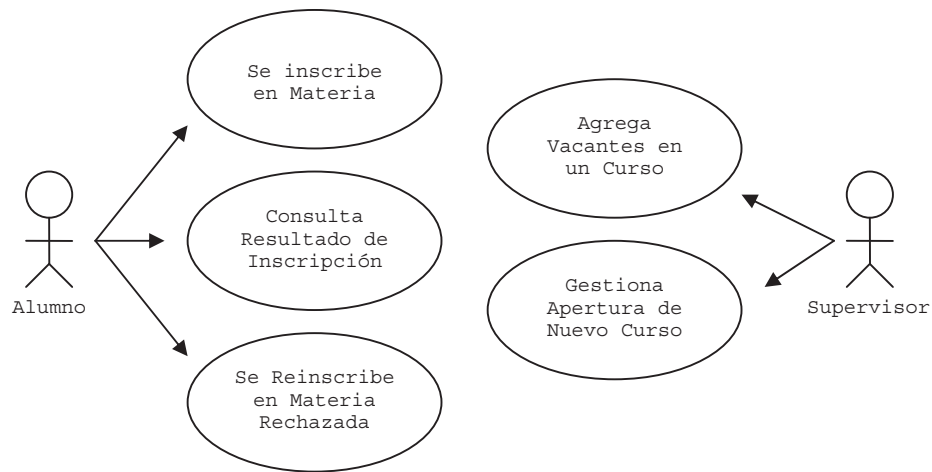 Se inscribe
en Materia
Agrega
Vacantes en
un Curso
Consulta
Resultado de
Inscripción
Gestiona
Apertura de
Nuevo Curso
Alumno
Supervisor
Se Reinscribe
en Materia
Rechazada